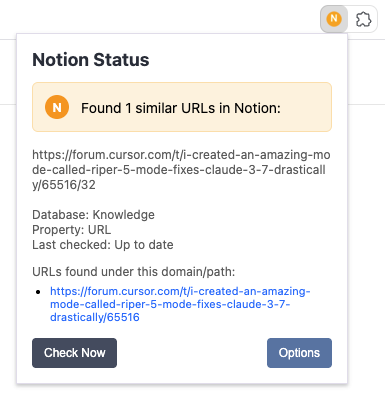 N
Notion Status
N Found 1 similar URLs in Notion:
https://forum.cursor.com/t/i-created-an-amazing-mo
de-called-riper-5-mode-fixes-claude-3-7-drasticall
y/65516/32
Database: Knowledge
Property: URL
Last checked: Up to date
URLs found under this domain/path:
https://forum.cursor.com/t/i-created-an-amazing-
mode-called-riper-5-mode-fixes-claude-3-7-
drastically/65516
Check Now Options